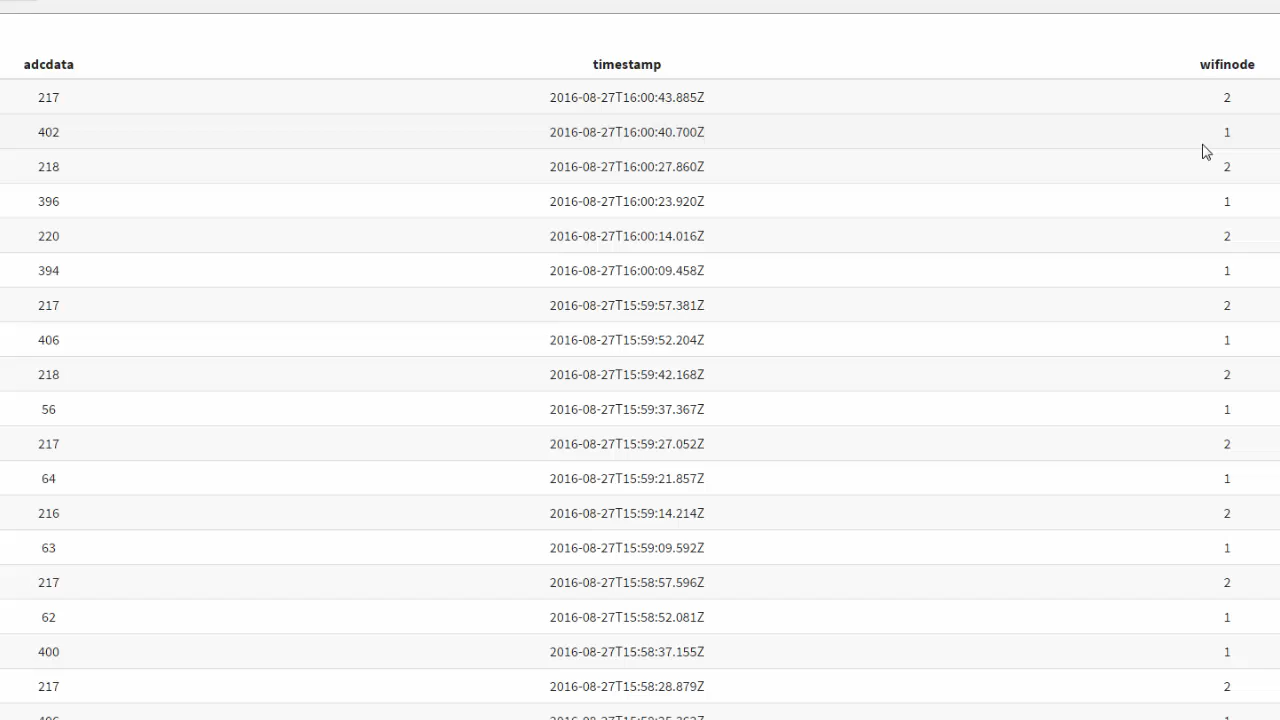 adcdata timestamp wifinode
217 2016-08-27T16:00:43.885Z 2
402 2016-08-27T16:00:40.700Z 1
218 2016-08-27T16:00:27.860Z 2
396 2016-08-27T16:00:23.920Z 1
220 2016-08-27T16:00:14.016Z 2
394 2016-08-27T16:00:09.458Z 1
217 2016-08-27T15:59:57.381Z 2
406 2016-08-27T15:59:52.204Z 1
218 2016-08-27T15:59:42.168Z 2
56 2016-08-27T15:59:37.367Z 1
217 2016-08-27T15:59:27.052Z 2
64 2016-08-27T15:59:21.857Z 1
216 2016-08-27T15:59:14.214Z 2
63 2016-08-27T15:59:09.592Z 1
217 2016-08-27T15:58:57.596Z 2
62 2016-08-27T15:58:52.081Z 1
400 2016-08-27T15:58:37.155Z 1
217 2016-08-27T15:58:28.879Z 2